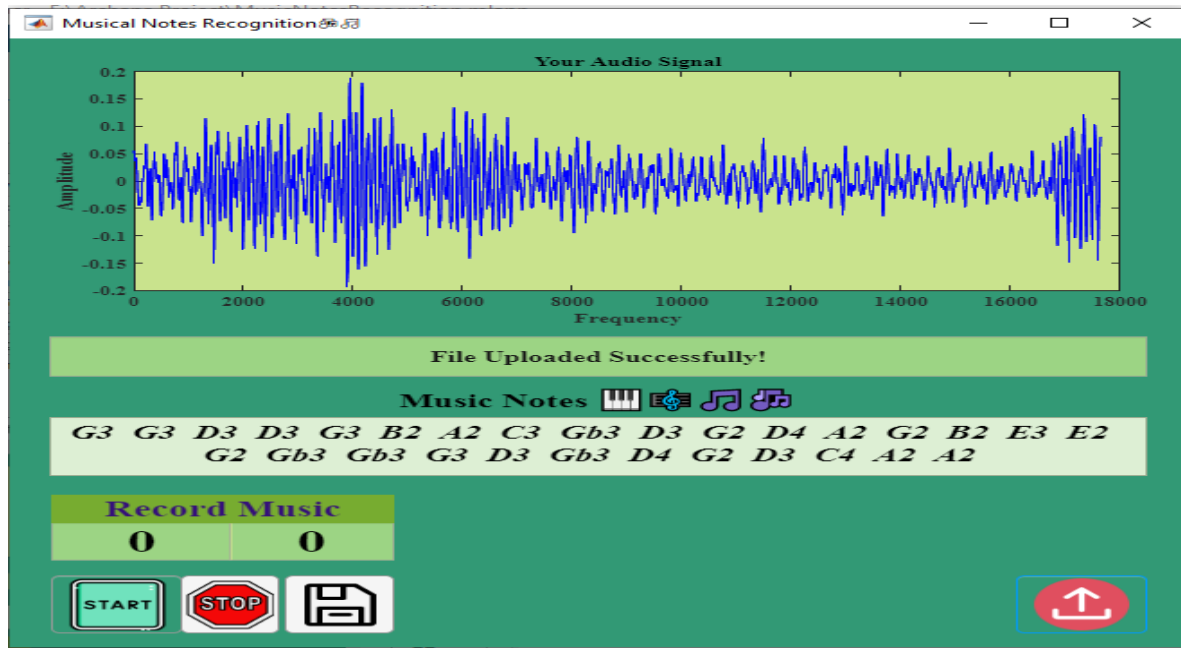 Musical Notes Recognition
Your Audio Signal
0.2
0.15
0.1
0.05
0
-0.05
-0.1
-0.15
-0.2
Amplitude
0 2000 4000 6000 8000 10000 12000 14000 16000 18000
Frequency
File Uploaded Successfully!
Music Notes
G3 G3 D3 D3 G3 B2 A2 C3 Gb3 D3 G2 D4 A2 G2 B2 E3 E2
G2 Gb3 Gb3 G3 D3 Gb3 D4 G2 D3 C4 A2 A2
Record Music
0 0
START STOP